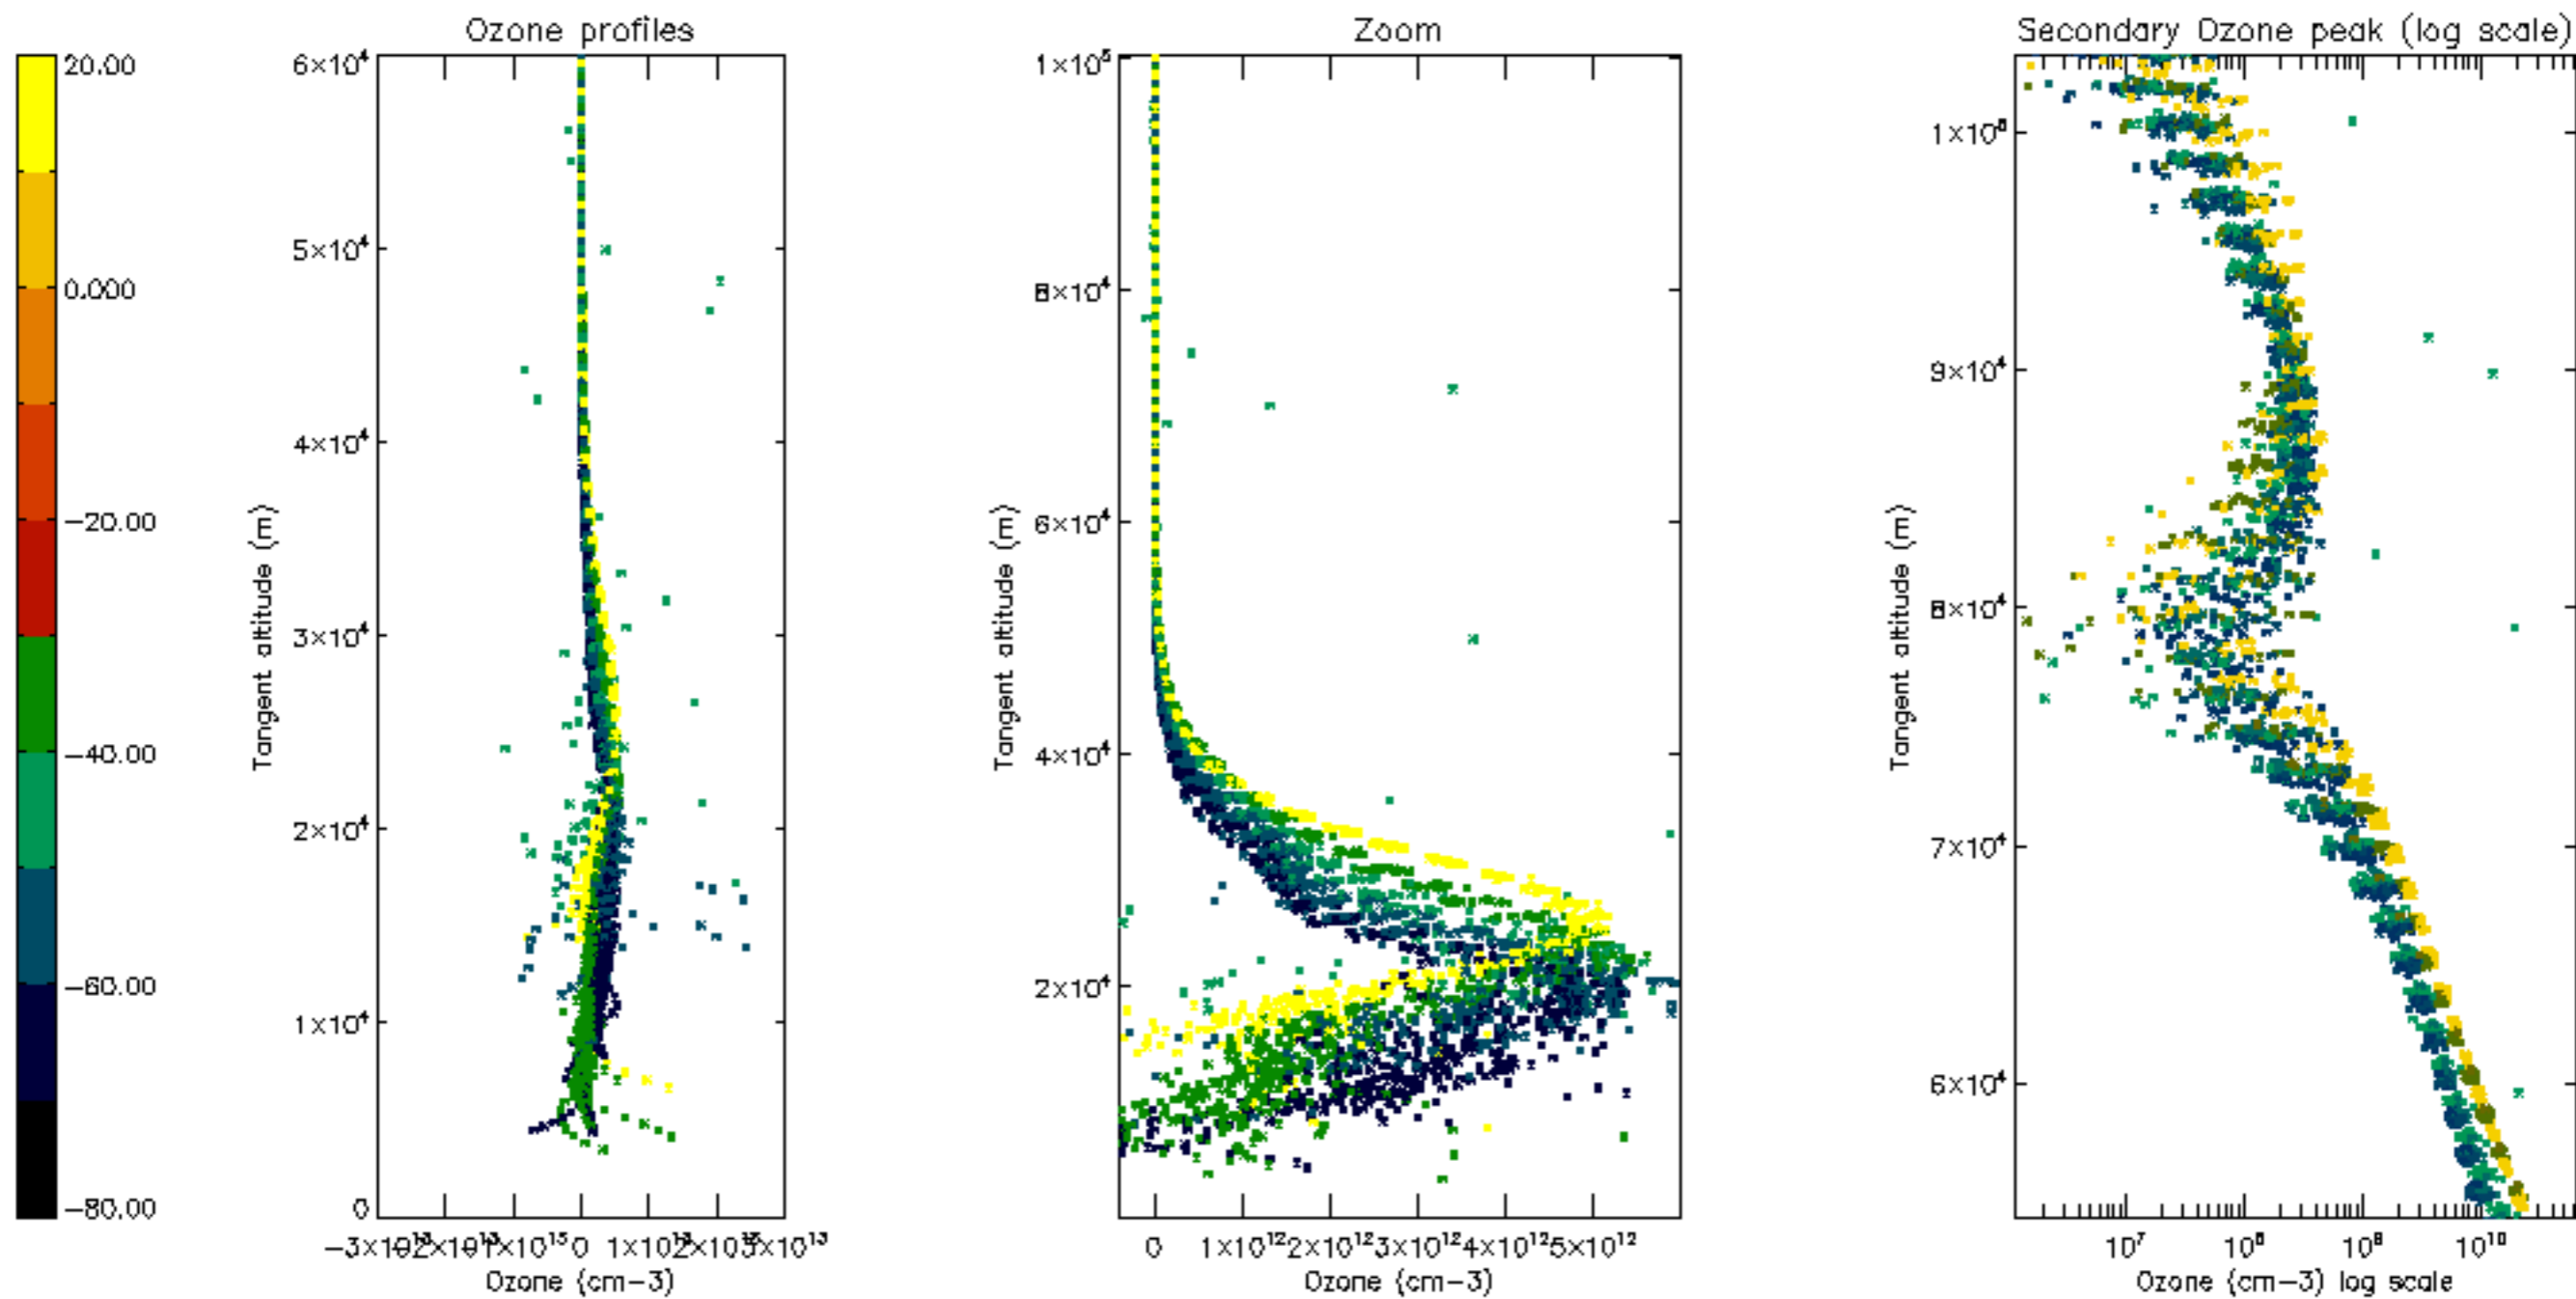 Ozone profiles
Zoom
Secondary Ozone peak (log scale)
20.00
0.000
−20.00
−40.00
−60.00
−80.00
6×10⁴
5×10⁴
4×10⁴
3×10⁴
2×10⁴
1×10⁴
0
Tangent altitude (m)
0
Ozone (cm−3)
1×10⁵
8×10⁴
6×10⁴
4×10⁴
2×10⁴
Tangent altitude (m)
0 1×10¹² 2×10¹² 3×10¹² 4×10¹² 5×10¹²
Ozone (cm−3)
9×10⁴
8×10⁴
7×10⁴
6×10⁴
Tangent altitude (m)
10⁷ 10⁸ 10⁹ 10¹⁰
Ozone (cm−3) log scale